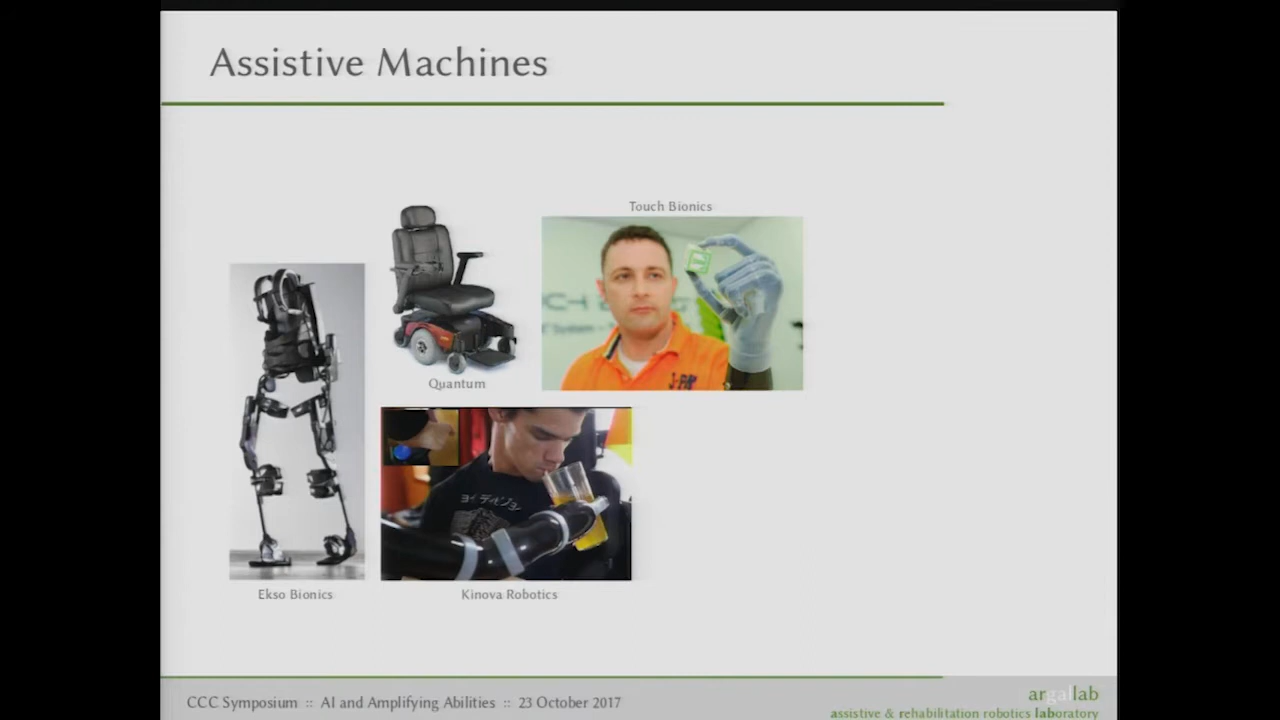 Assistive Machines
Touch Bionics
Quantum
Ekso Bionics
Kinova Robotics
CCC Symposium :: AI and Amplifying Abilities :: 23 October 2017
argallab
assistive & rehabilitation robotics laboratory